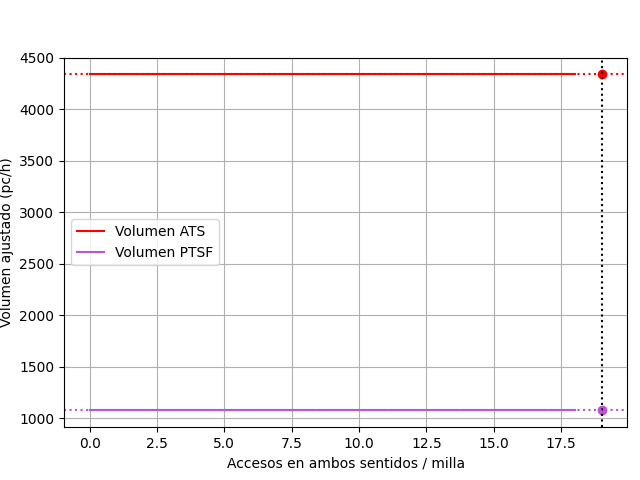 4500
4000
3500
3000
2500
2000
1500
1000
Volumen ajustado (pc/h)
Volumen ATS
Volumen PTSF
0.0 2.5 5.0 7.5 10.0 12.5 15.0 17.5
Accesos en ambos sentidos / milla